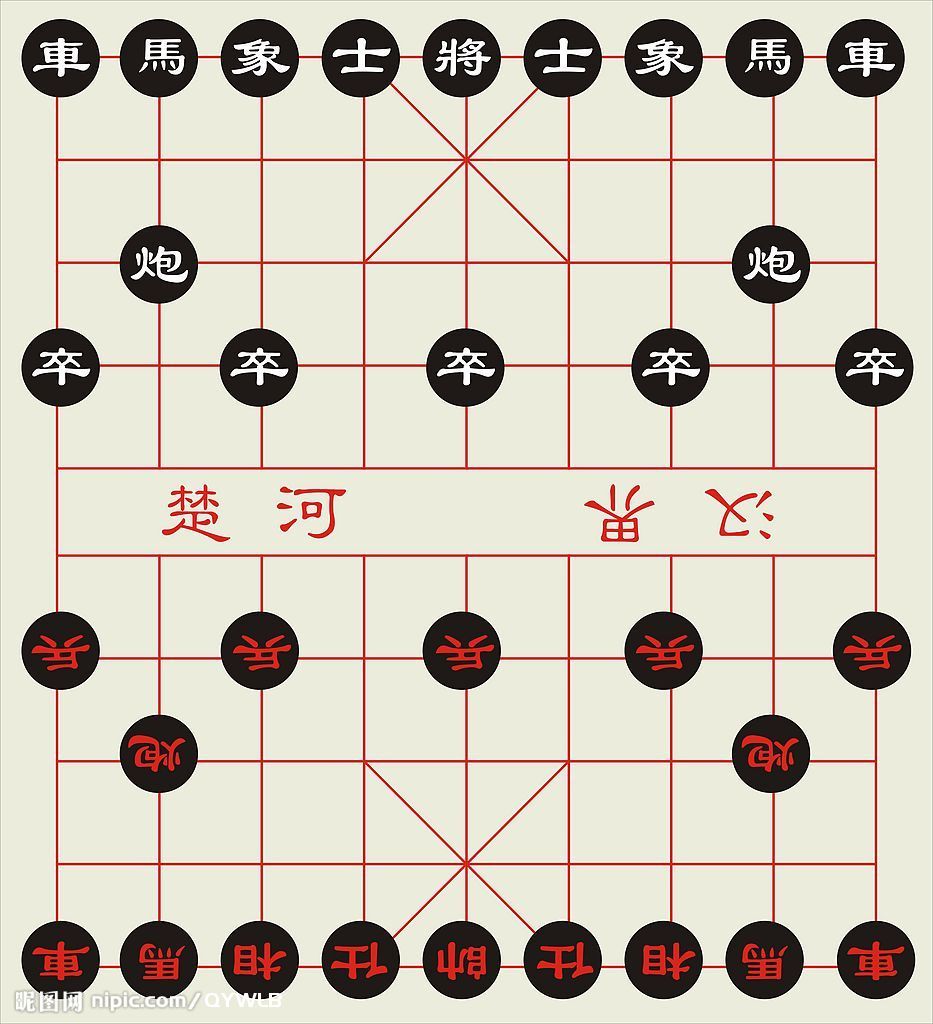 車 馬 象 士 將 士 象 馬 車
炮 炮
卒 卒 卒 卒 卒
楚 河 界 汉
兵 兵 兵 兵 兵
炮 炮
車 馬 相 仕 帥 仕 相 馬 車
昵图网 nipic.com/QYWLB